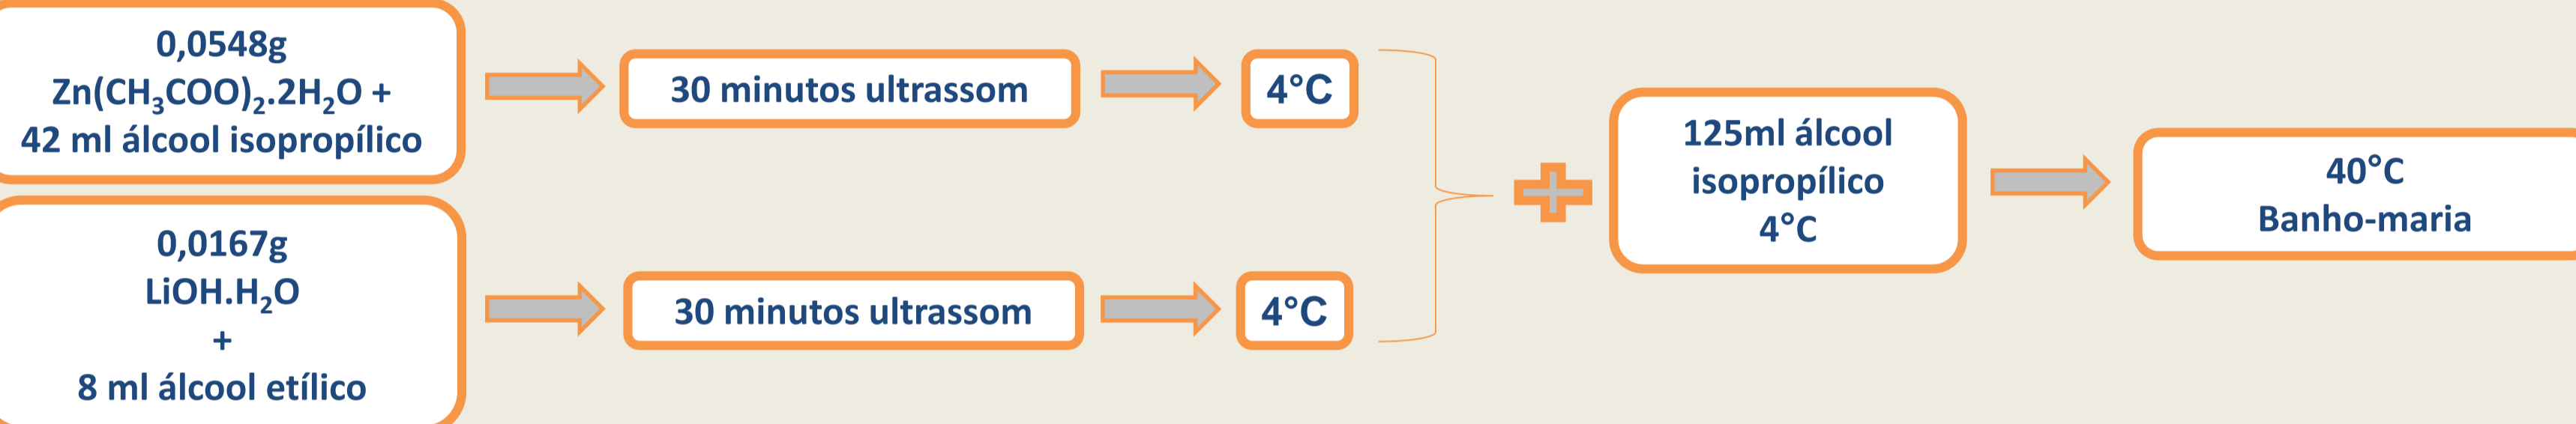 0,0548g
Zn(CH₃COO)₂.2H₂O +
42 ml álcool isopropílico
30 minutos ultrassom
4°C
0,0167g
LiOH.H₂O
+
8 ml álcool etílico
30 minutos ultrassom
4°C
125ml álcool
isopropílico
4°C
40°C
Banho-maria